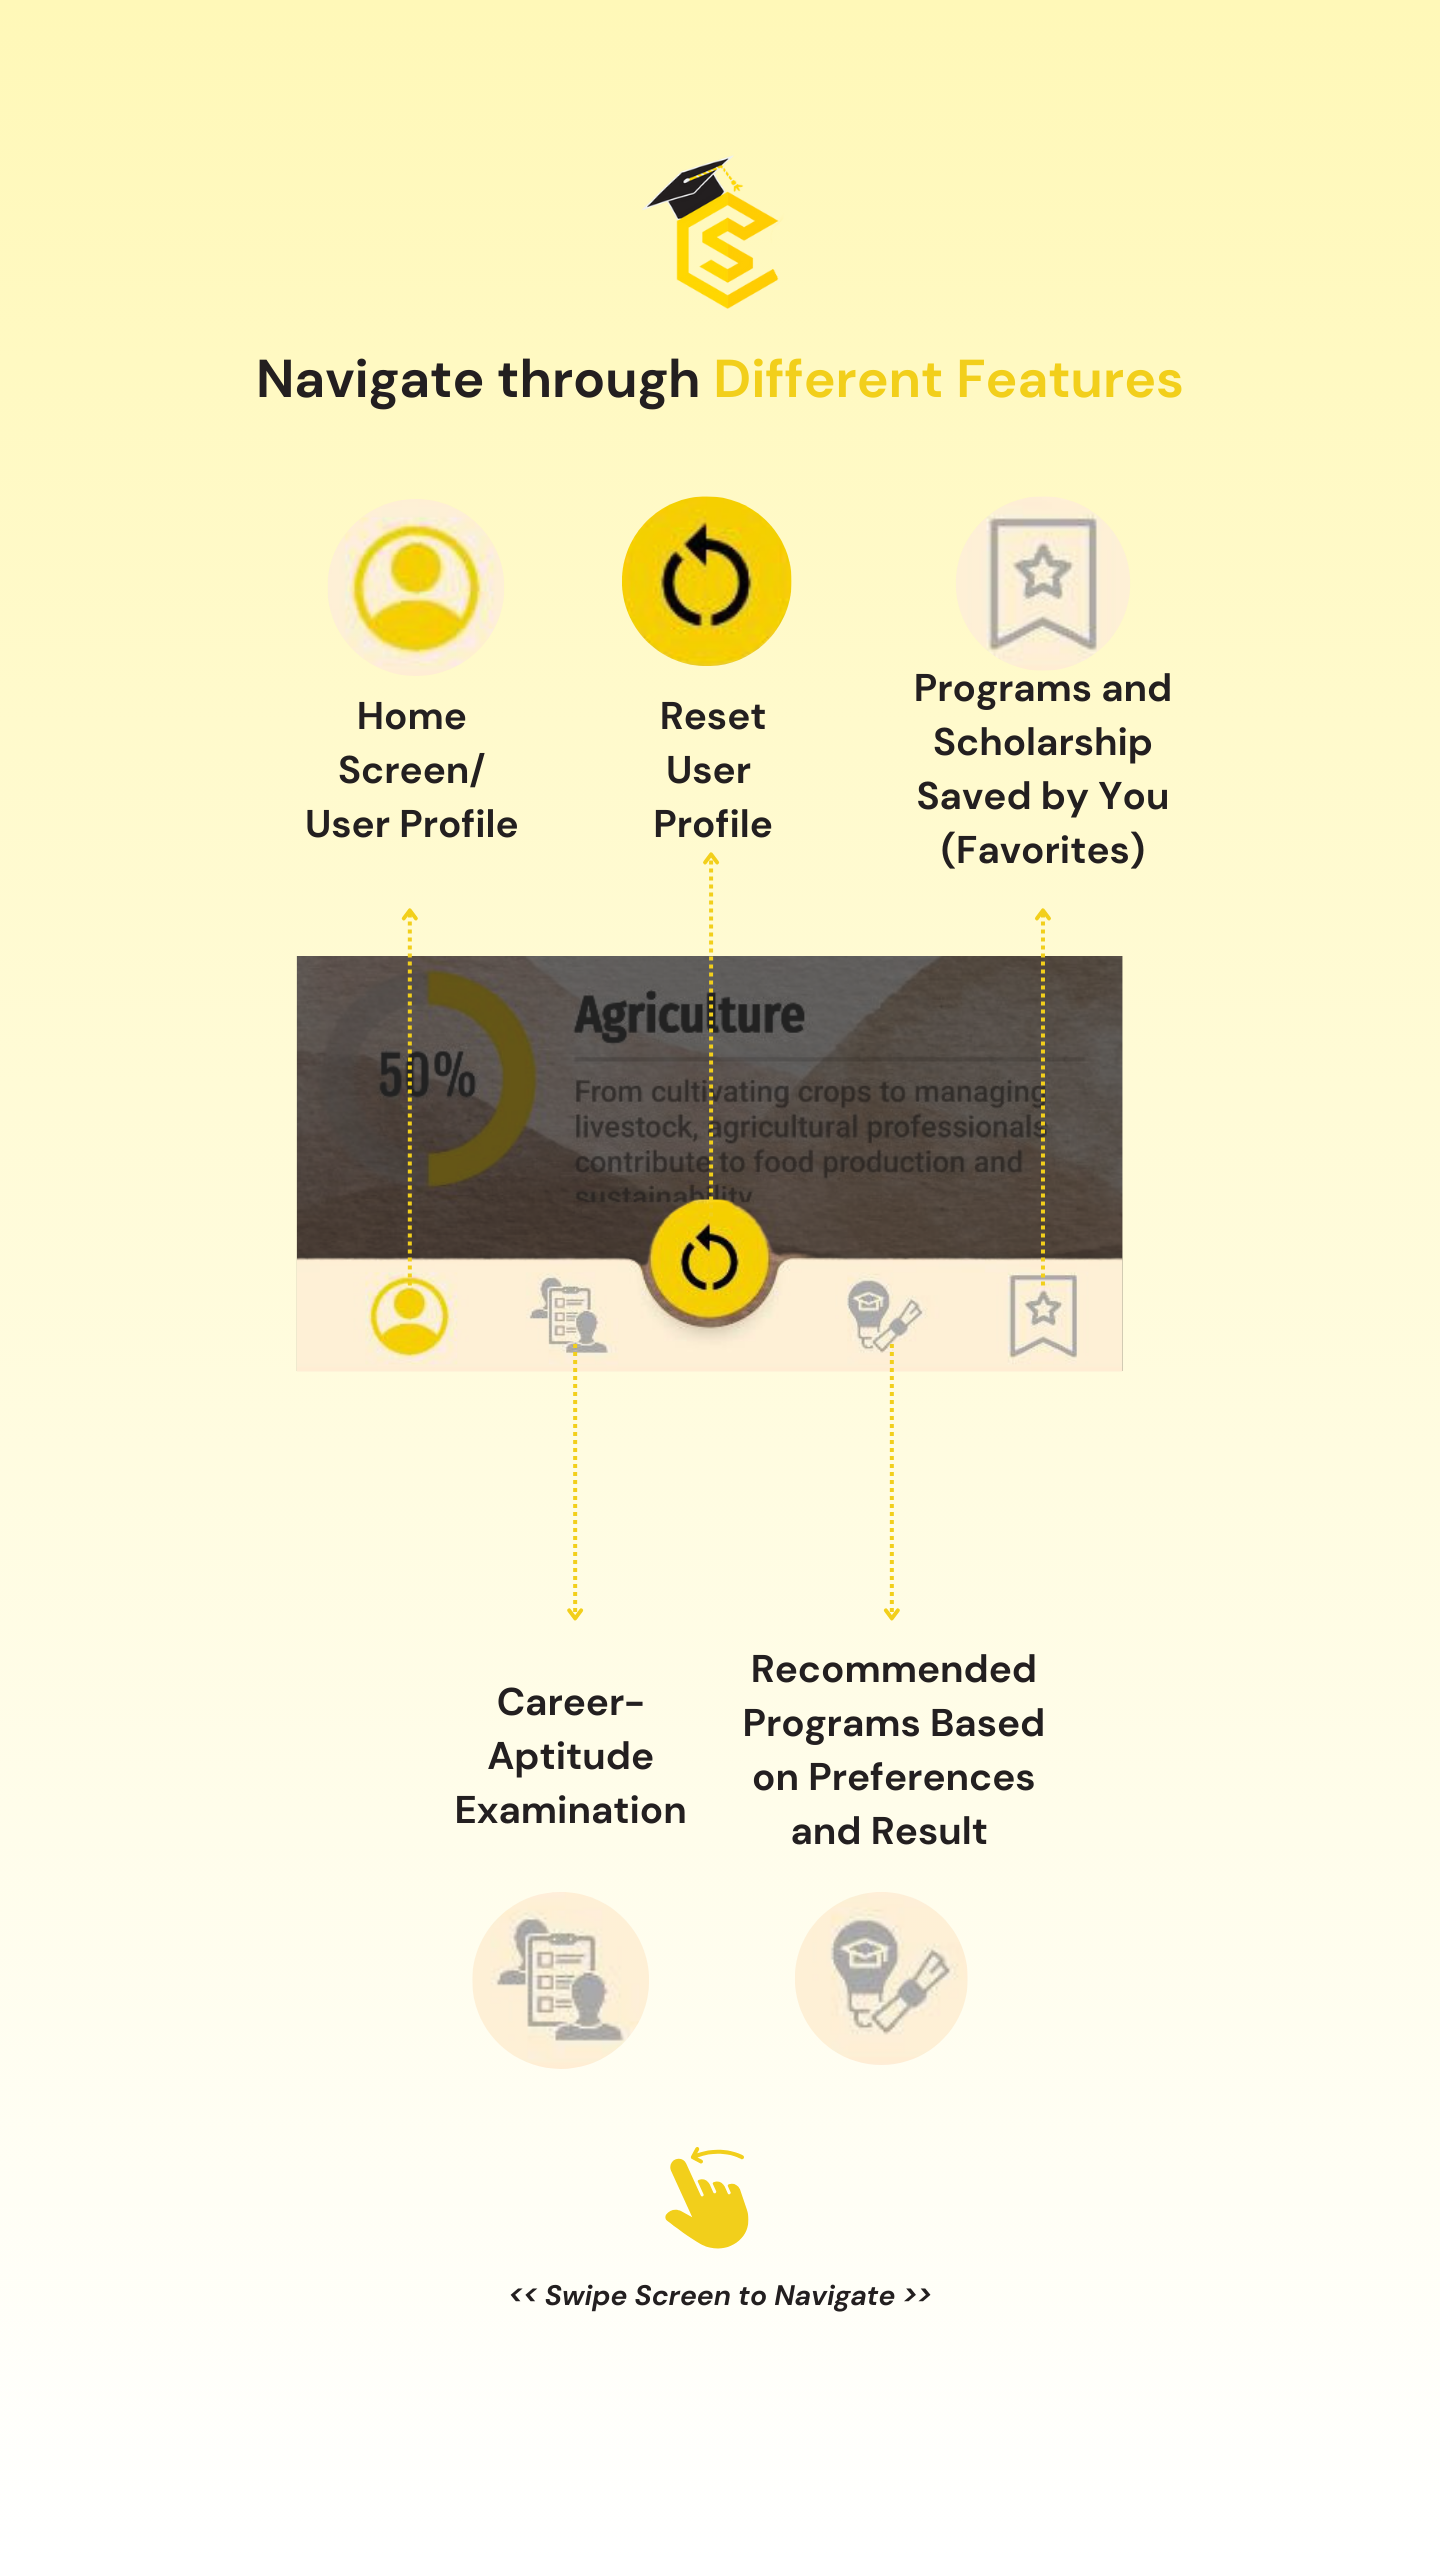 Navigate through Different Features
Home
Screen/
User Profile
Reset
User
Profile
Programs and
Scholarship
Saved by You
(Favorites)
50%
Agriculture
From cultivating crops to managing
livestock, agricultural professionals
contribute to food production and
sustainability
Career-
Aptitude
Examination
Recommended
Programs Based
on Preferences
and Result
<< Swipe Screen to Navigate >>